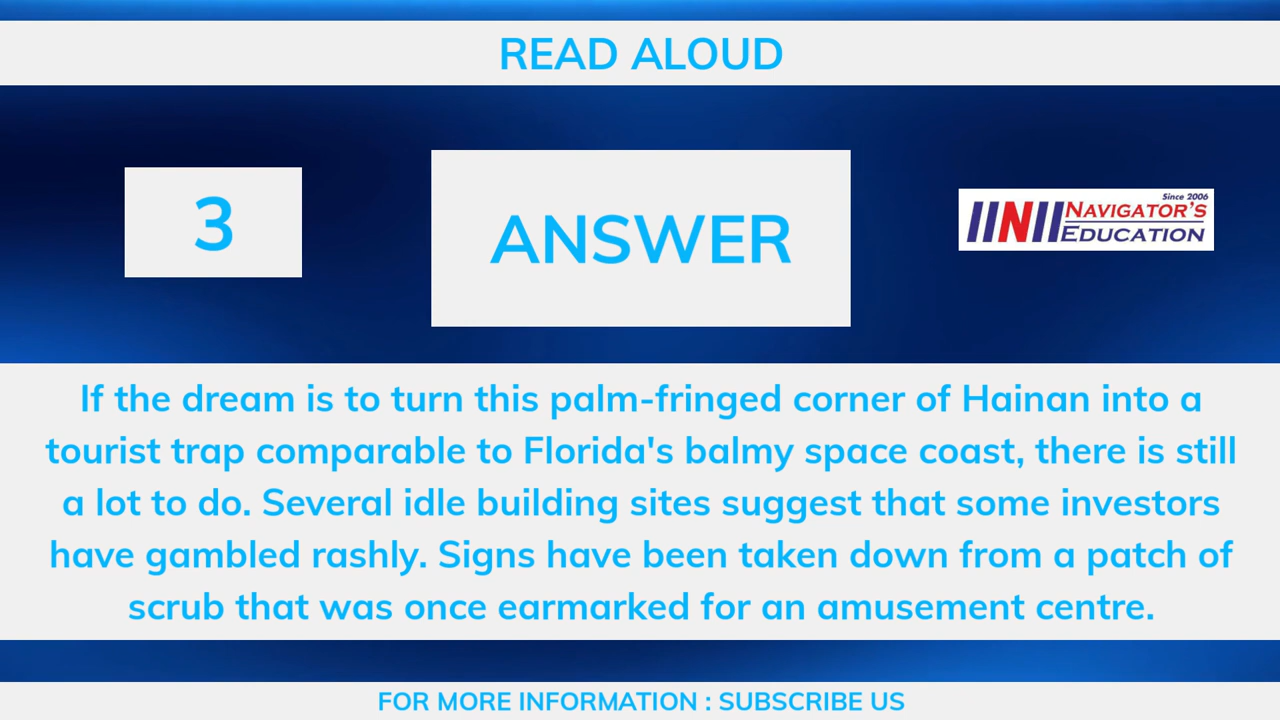 READ ALOUD
3
ANSWER
Since 2006
NAVIGATOR'S
EDUCATION
If the dream is to turn this palm-fringed corner of Hainan into a
tourist trap comparable to Florida's balmy space coast, there is still
a lot to do. Several idle building sites suggest that some investors
have gambled rashly. Signs have been taken down from a patch of
scrub that was once earmarked for an amusement centre.
FOR MORE INFORMATION : SUBSCRIBE US